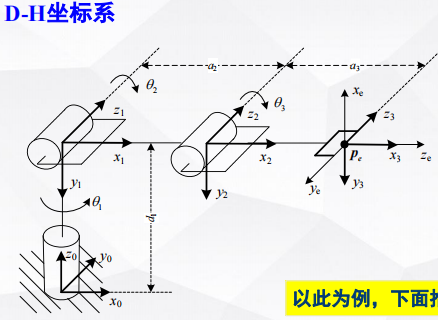 D-H坐标系
a₂
a₃
θ₂
θ₃
xₑ
z₁
z₂
z₃
x₁
x₂
pₑ
x₃
zₑ
y₁
y₂
yₑ
y₃
θ₁
d₁
z₀
y₀
x₀
以此为例，下面推